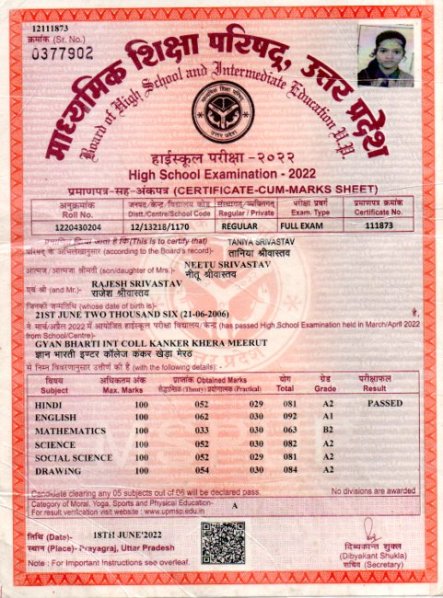 12111873
क्रमांक (Sr. No.)
0377902
माध्यमिक शिक्षा परिषद्, उत्तर प्रदेश
Board of High School and Intermediate Education U.P.
हाईस्कूल परीक्षा -२०२२
High School Examination - 2022
प्रमाणपत्र-सह-अंकपत्र (CERTIFICATE-CUM-MARKS SHEET)
अनुक्रमांक जनपद/केन्द्र/विद्यालय कोड संस्थागत/व्यक्तिगत परीक्षा प्रकार प्रमाणपत्र क्रमांक
Roll No. Distt./Centre/School Code Regular / Private Exam. Type Certificate No.
1220430204 12/13218/1170 REGULAR FULL EXAM 111873
प्रमाणित किया जाता है कि(This is to certify that) TANIYA SRIVASTAV
परिषद के अभिलेखानुसार (according to the Board's record)- तानिया श्रीवास्तव
आत्मज/आत्मजा श्रीमती (son/daughter of Mrs.)- NEETU SRIVASTAV
नीतू श्रीवास्तव
एवं श्री (and Mr.)- RAJESH SRIVASTAV
राजेश श्रीवास्तव
जिनकी जन्मतिथि (whose date of birth is)-
21ST JUNE TWO THOUSAND SIX (21-06-2006) है,
ने मार्च/अप्रैल 2022 में आयोजित हाईस्कूल परीक्षा विद्यालय/केन्द्र (has passed High School Examination held in March/April 2022
from School/Centre)-
GYAN BHARTI INT COLL KANKER KHERA MEERUT
ज्ञान भारती इण्टर कॉलेज कंकर खेड़ा मेरठ
से निम्न विवरणानुसार उत्तीर्ण की है (with the following details) -
विषय अधिकतम अंक प्राप्तांक Obtained Marks योग ग्रेड परीक्षाफल
Subject Max. Marks सैद्धान्तिक (Theory) प्रयोगात्मक (Practical) Total Grade Result
HINDI 100 052 029 081 A2 PASSED
ENGLISH 100 062 030 092 A1
MATHEMATICS 100 033 030 063 B2
SCIENCE 100 052 030 082 A2
SOCIAL SCIENCE 100 052 029 081 A2
DRAWING 100 054 030 084 A2
Candidate clearing any 05 subjects out of 06 will be declared pass. No divisions are awarded
Category of Moral, Yoga, Sports and Physical Education- A
For result verification visit website : www.upmsp.edu.in
तिथि (Date)- 18TH JUNE'2022
स्थान (Place)- Prayagraj, Uttar Pradesh
दिव्यकान्त शुक्ल
(Dibyakant Shukla)
सचिव (Secretary)
Note : For Important Instructions see overleaf.